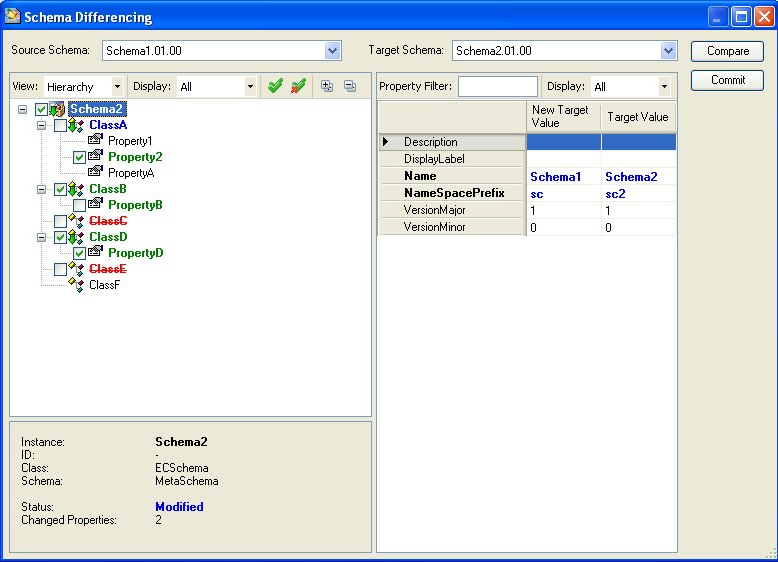 Schema Differencing
Source Schema: Schema1.01.00 Target Schema: Schema2.01.00 Compare
Commit
View: Hierarchy Display: All
Schema2
ClassA
Property1
Property2
PropertyA
ClassB
PropertyB
ClassC
ClassD
PropertyD
ClassE
ClassF
Instance: Schema2
ID: -
Class: ECSchema
Schema: MetaSchema
Status: Modified
Changed Properties: 2
Property Filter: Display: All
New Target Value Target Value
Description
DisplayLabel
Name Schema1 Schema2
NameSpacePrefix sc sc2
VersionMajor 1 1
VersionMinor 0 0